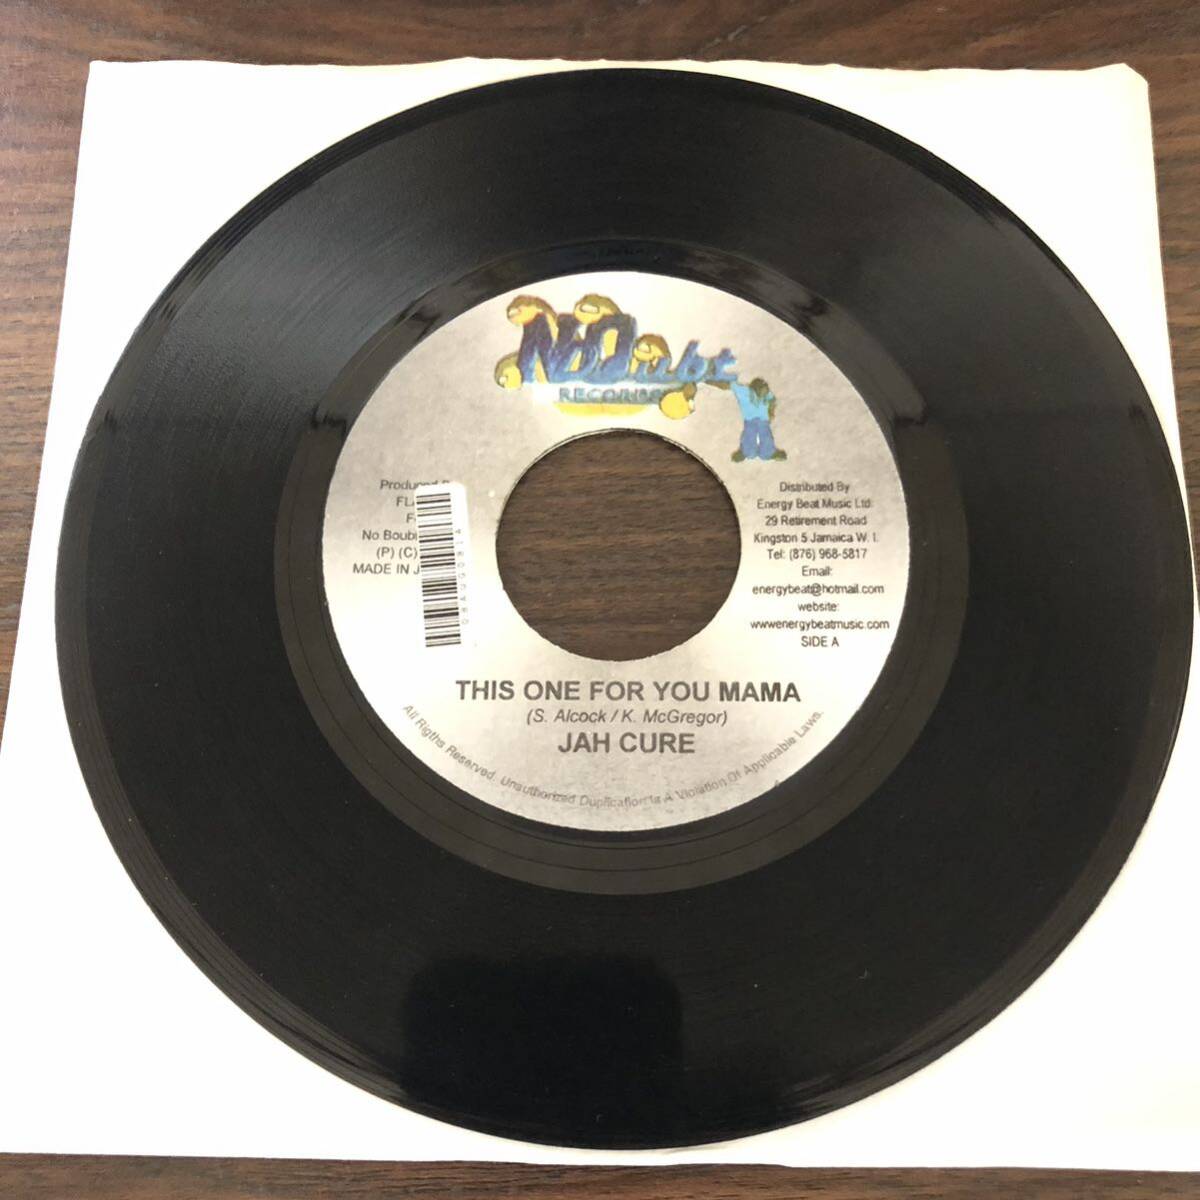 NoDoubt
RECORDS
Produced
No Boubt
(P) (C)
MADE IN
Distributed By
Energy Beat Music Ltd.
29 Retirement Road
Kingston 5 Jamaica W. I.
Tel: (876) 968-5817
Email:
energybeat@hotmail.com
website:
wwwenergybeatmusic.com
SIDE A
THIS ONE FOR YOU MAMA
(S. Alcock / K. McGregor)
JAH CURE
All Rigths Reserved. Unauthorized Duplication Is A Violation Of Applicable Laws.